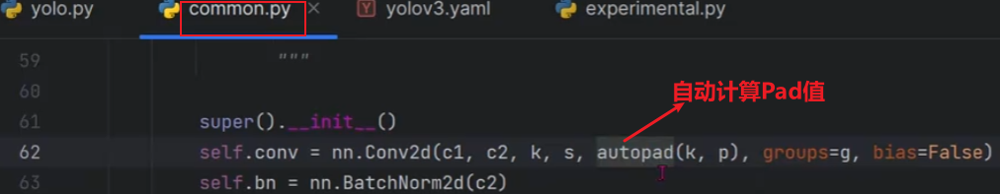 yolo.py common.py × yolov3.yaml experimental.py
59 """
自动计算Pad值
60
61 super().__init__()
62 self.conv = nn.Conv2d(c1, c2, k, s, autopad(k, p), groups=g, bias=False)
63 self.bn = nn.BatchNorm2d(c2)